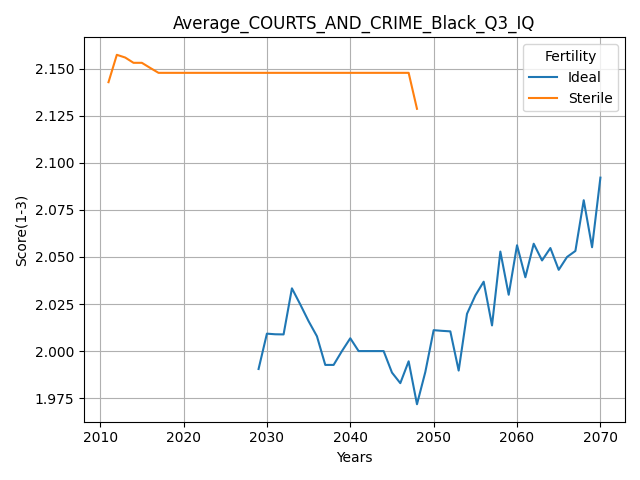 Average_COURTS_AND_CRIME_Black_Q3_IQ
Fertility
Ideal
Sterile
2.150
2.125
2.100
2.075
2.050
2.025
2.000
1.975
Score(1-3)
2010
2020
2030
2040
2050
2060
2070
Years